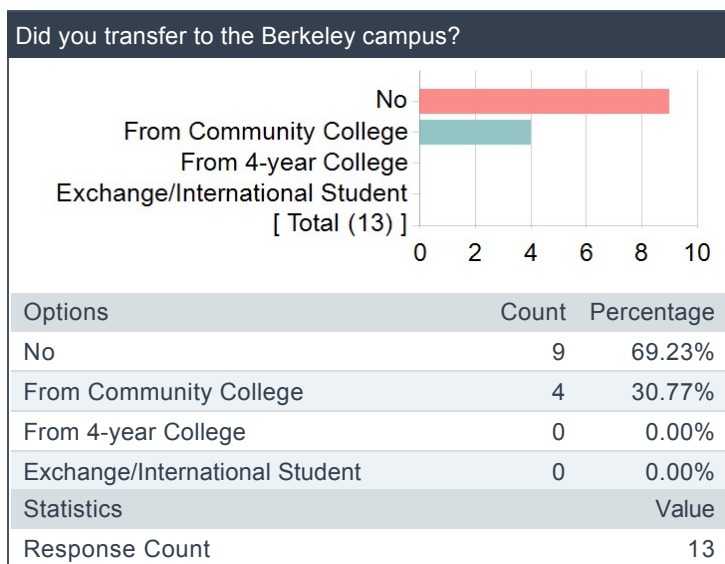 Did you transfer to the Berkeley campus?
No
From Community College
From 4-year College
Exchange/International Student
[ Total (13) ]
0 2 4 6 8 10
Options Count Percentage
No 9 69.23%
From Community College 4 30.77%
From 4-year College 0 0.00%
Exchange/International Student 0 0.00%
Statistics Value
Response Count 13